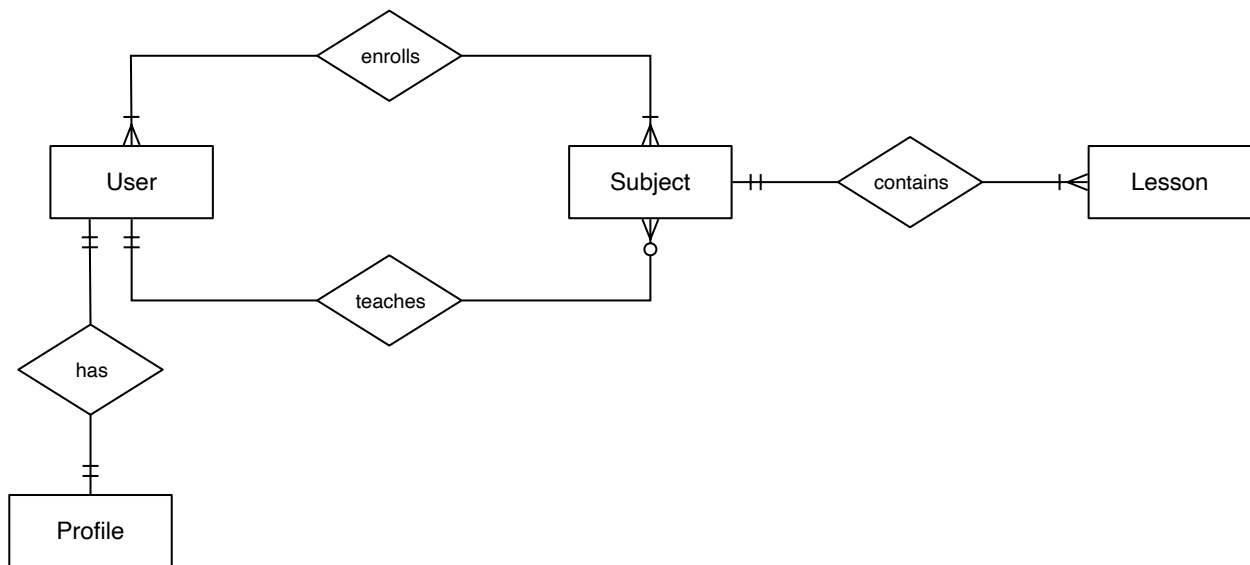 enrolls
User
Subject
contains
Lesson
teaches
has
Profile